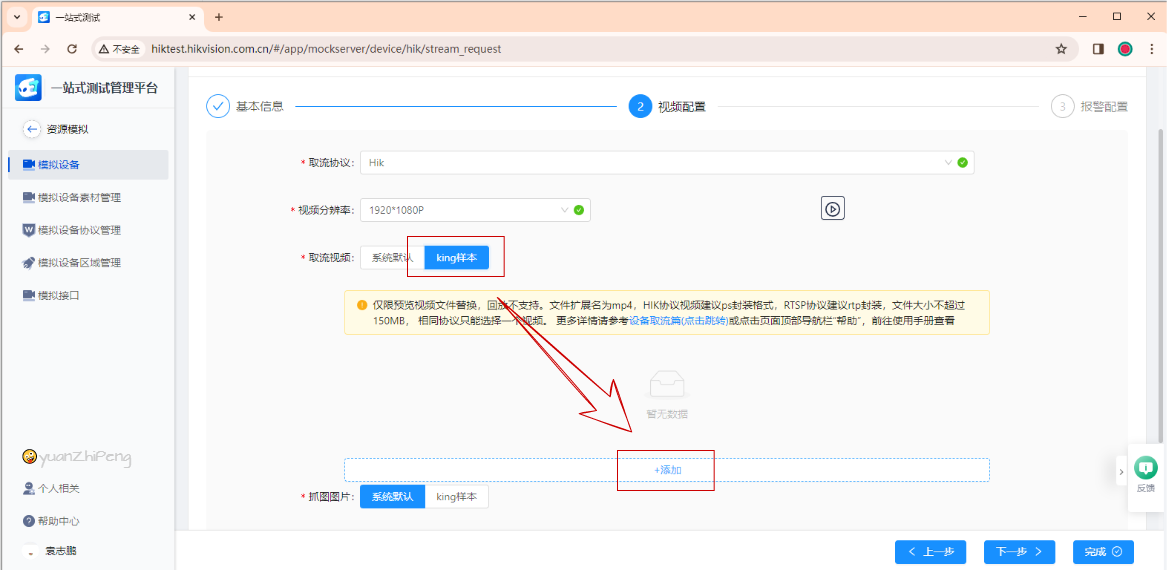 一站式测试
不安全 hiktest.hikvision.com.cn/#/app/mockserver/device/hik/stream_request
一站式测试管理平台
资源模拟
模拟设备
模拟设备素材管理
模拟设备协议管理
模拟设备区域管理
模拟接口
yuanZhiPeng
个人相关
帮助中心
袁志鹏
基本信息 2 视频配置 3 报警配置
* 取流协议: Hik
* 视频分辨率: 1920*1080P
* 取流视频: 系统默认 king样本
仅限预览视频文件替换，回放不支持。文件扩展名为mp4，HIK协议视频建议ps封装格式，RTSP协议建议rtp封装，文件大小不超过
150MB， 相同协议只能选择一个视频。 更多详情请参考设备取流篇(点击跳转)或点击页面顶部导航栏“帮助”，前往使用手册查看
暂无数据
+添加
* 抓图图片: 系统默认 king样本
反馈
上一步 下一步 完成